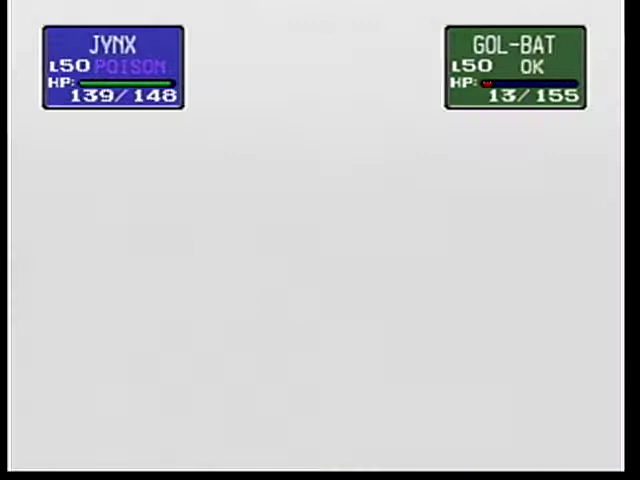 JYNX
L50 POISON
HP:
139/148
GOL-BAT
L50 OK
HP:
13/155